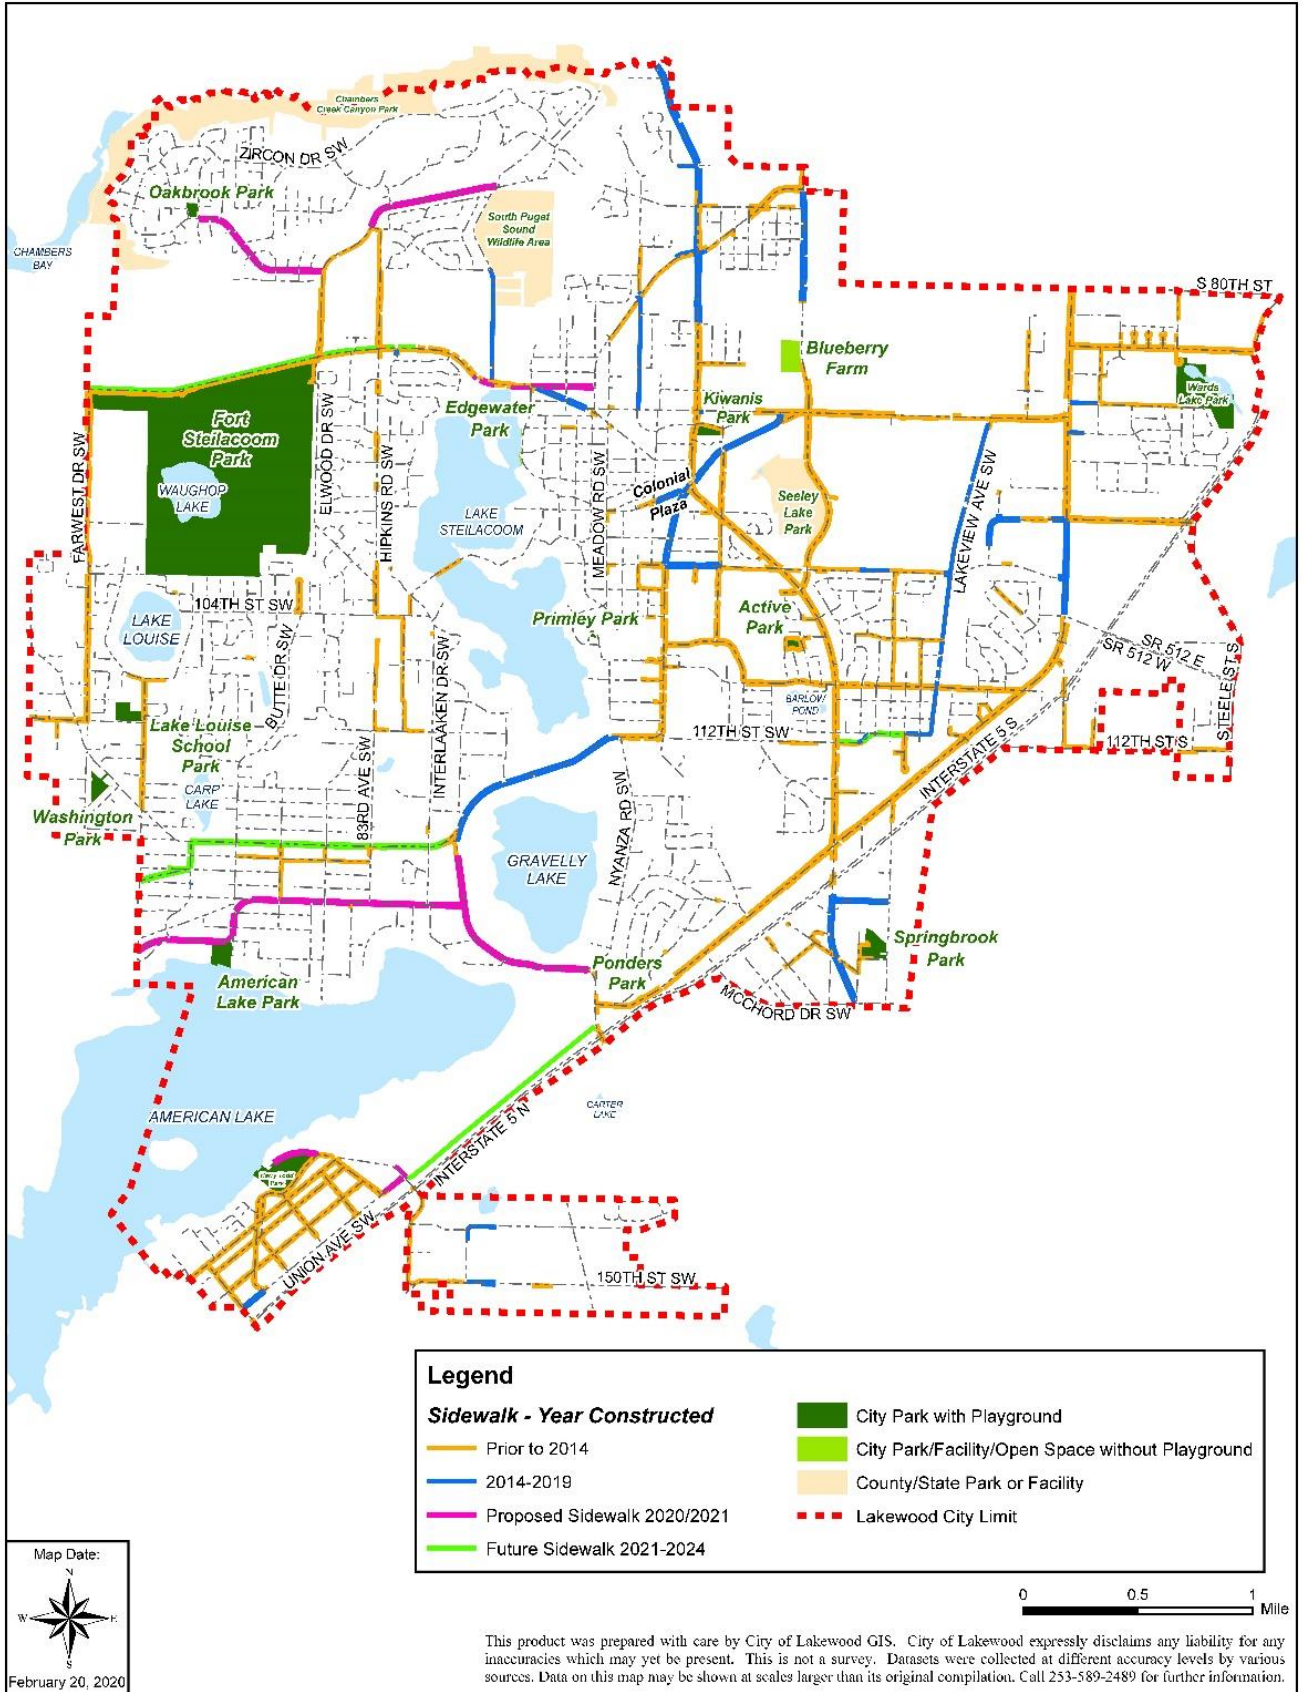 Chambers
Creek Canyon Park
ZIRCON DR SW
Oakbrook Park
South Puget
Sound
Wildlife Area
CHAMBERS
BAY
S 80TH ST
Blueberry
Farm
Wards
Lake Park
Kiwanis
Park
Edgewater
Park
Fort
Steilacoom
Park
FARWEST DR SW
ELWOOD DR SW
HIPKINS RD SW
MEADOW RD SW
WAUGHOP
LAKE
LAKE
STEILACOOM
Colonial
Plaza
Seeley
Lake
Park
LAKEVIEW AVE SW
104TH ST SW
LAKE
LOUISE
Primley Park
Active
Park
SR 512 E
SR 512 W
STEELE ST S
BUTE DR SW
INTERLAAKEN DR SW
BARLOW
POND
Lake Louise
School
Park
112TH ST SW
112TH ST S
INTERSTATE 5 S
CARP
LAKE
83RD AVE SW
NYANZA RD SW
Washington
Park
GRAVELLY
LAKE
Springbrook
Park
American
Lake Park
Ponders
Park
MCCHORD DR SW
AMERICAN LAKE
CARTER
LAKE
INTERSTATE 5 N
UNION AVE SW
150TH ST SW
Legend
Sidewalk - Year Constructed
Prior to 2014
2014-2019
Proposed Sidewalk 2020/2021
Future Sidewalk 2021-2024
City Park with Playground
City Park/Facility/Open Space without Playground
County/State Park or Facility
Lakewood City Limit
Map Date:
N
W E
S
February 20, 2020
0 0.5 1
Mile
This product was prepared with care by City of Lakewood GIS. City of Lakewood expressly disclaims any liability for any
inaccuracies which may yet be present. This is not a survey. Datasets were collected at different accuracy levels by various
sources. Data on this map may be shown at scales larger than its original compilation. Call 253-589-2489 for further information.